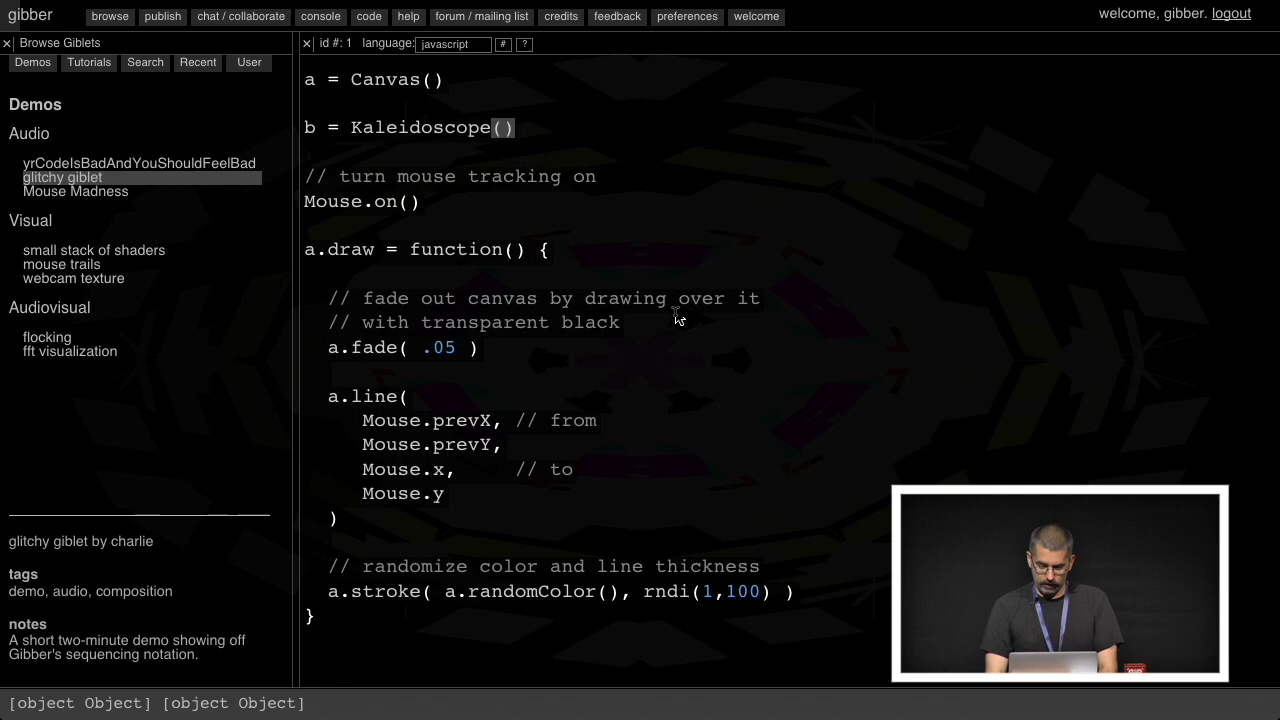 gibber browse publish chat / collaborate console code help forum / mailing list credits feedback preferences welcome welcome, gibber. logout
× Browse Giblets
Demos Tutorials Search Recent User
Demos
Audio
yrCodeIsBadAndYouShouldFeelBad
glitchy giblet
Mouse Madness
Visual
small stack of shaders
mouse trails
webcam texture
Audiovisual
flocking
fft visualization
glitchy giblet by charlie
tags
demo, audio, composition
notes
A short two-minute demo showing off
Gibber's sequencing notation.
× id #: 1 language: javascript # ?
a = Canvas()
b = Kaleidoscope()
// turn mouse tracking on
Mouse.on()
a.draw = function() {
// fade out canvas by drawing over it
// with transparent black
a.fade( .05 )
a.line(
Mouse.prevX, // from
Mouse.prevY,
Mouse.x, // to
Mouse.y
)
// randomize color and line thickness
a.stroke( a.randomColor(), rndi(1,100) )
}
[object Object] [object Object]